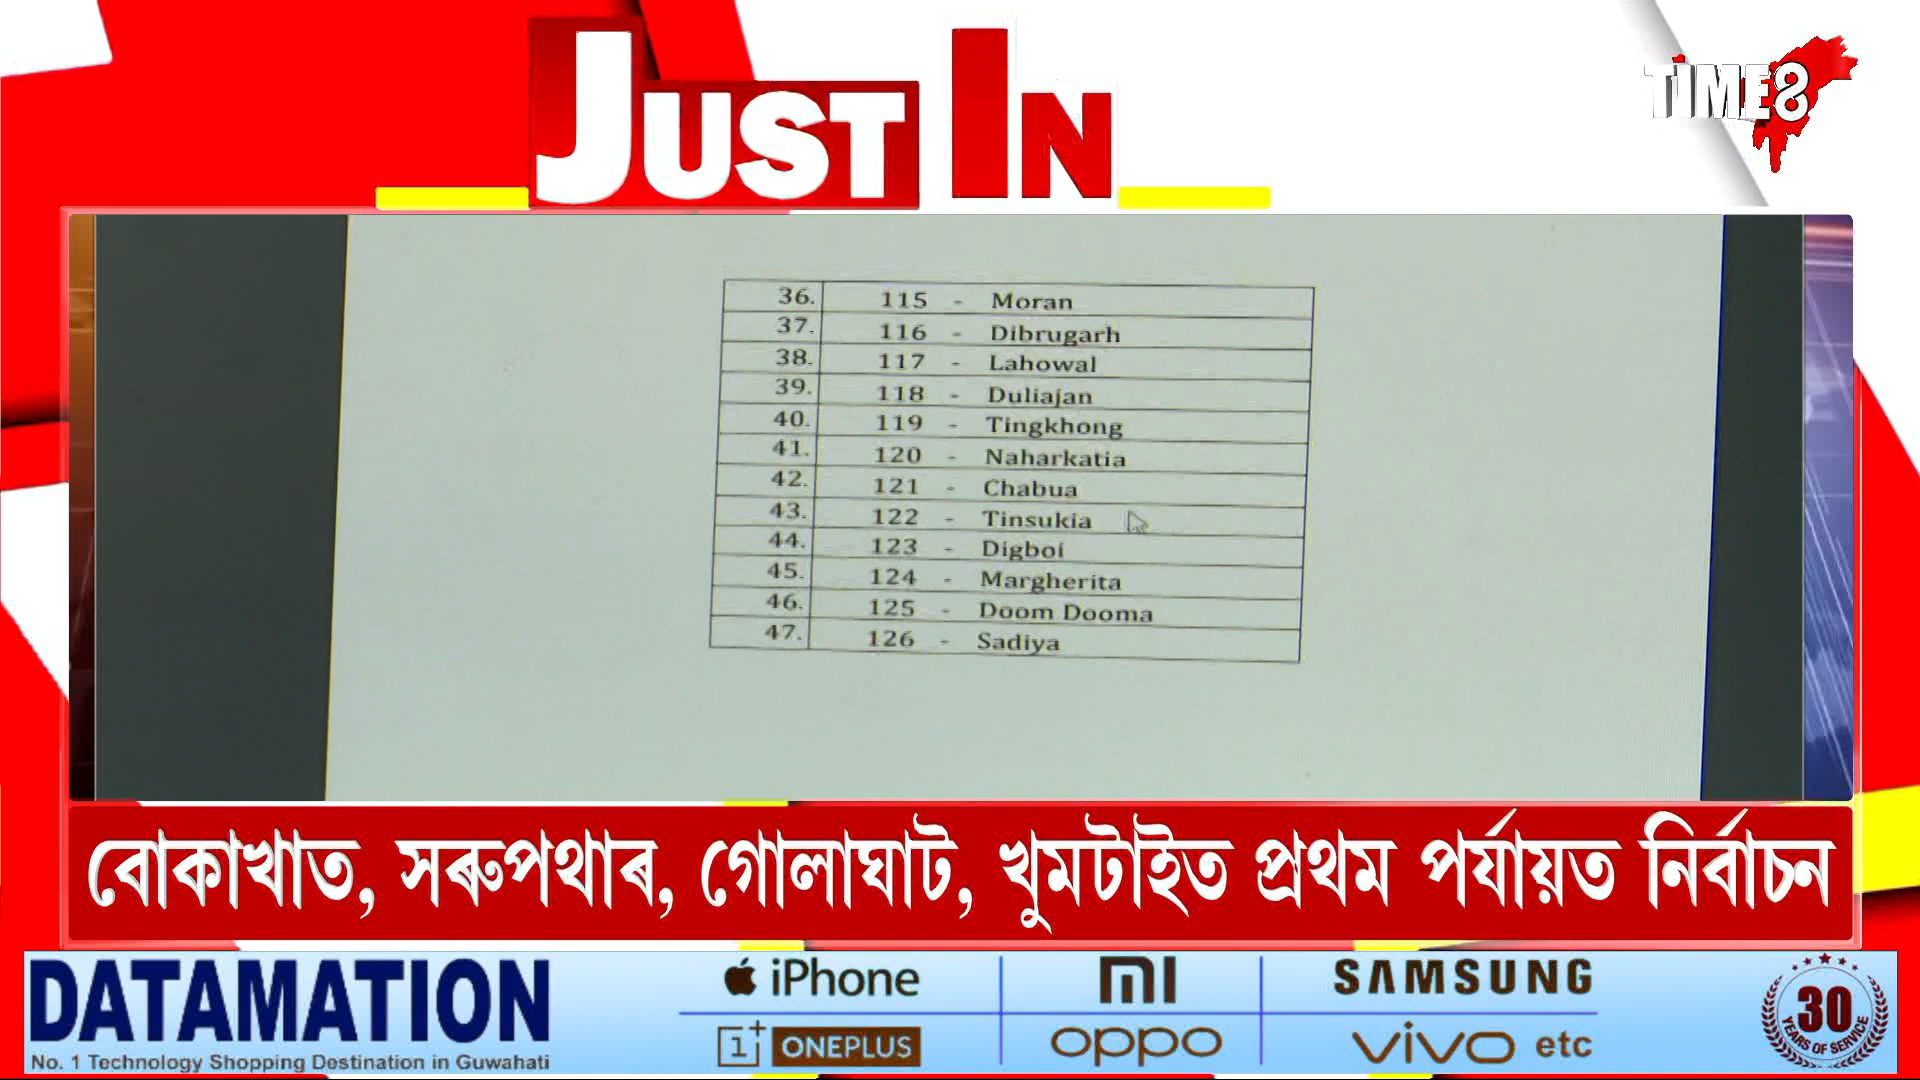 JUST IN
TIME8
36. 115 - Moran
37. 116 - Dibrugarh
38. 117 - Lahowal
39. 118 - Duliajan
40. 119 - Tingkhong
41. 120 - Naharkatia
42. 121 - Chabua
43. 122 - Tinsukia
44. 123 - Digboi
45. 124 - Margherita
46. 125 - Doom Dooma
47. 126 - Sadiya
বোকাখাত, সৰুপথাৰ, গোলাঘাট, খুমটাইত প্ৰথম পৰ্যায়ত নিৰ্বাচন
DATAMATION
No. 1 Technology Shopping Destination in Guwahati
iPhone
MI
SAMSUNG
1+ ONEPLUS
oppo
vivo etc
30
YEARS OF SERVICE